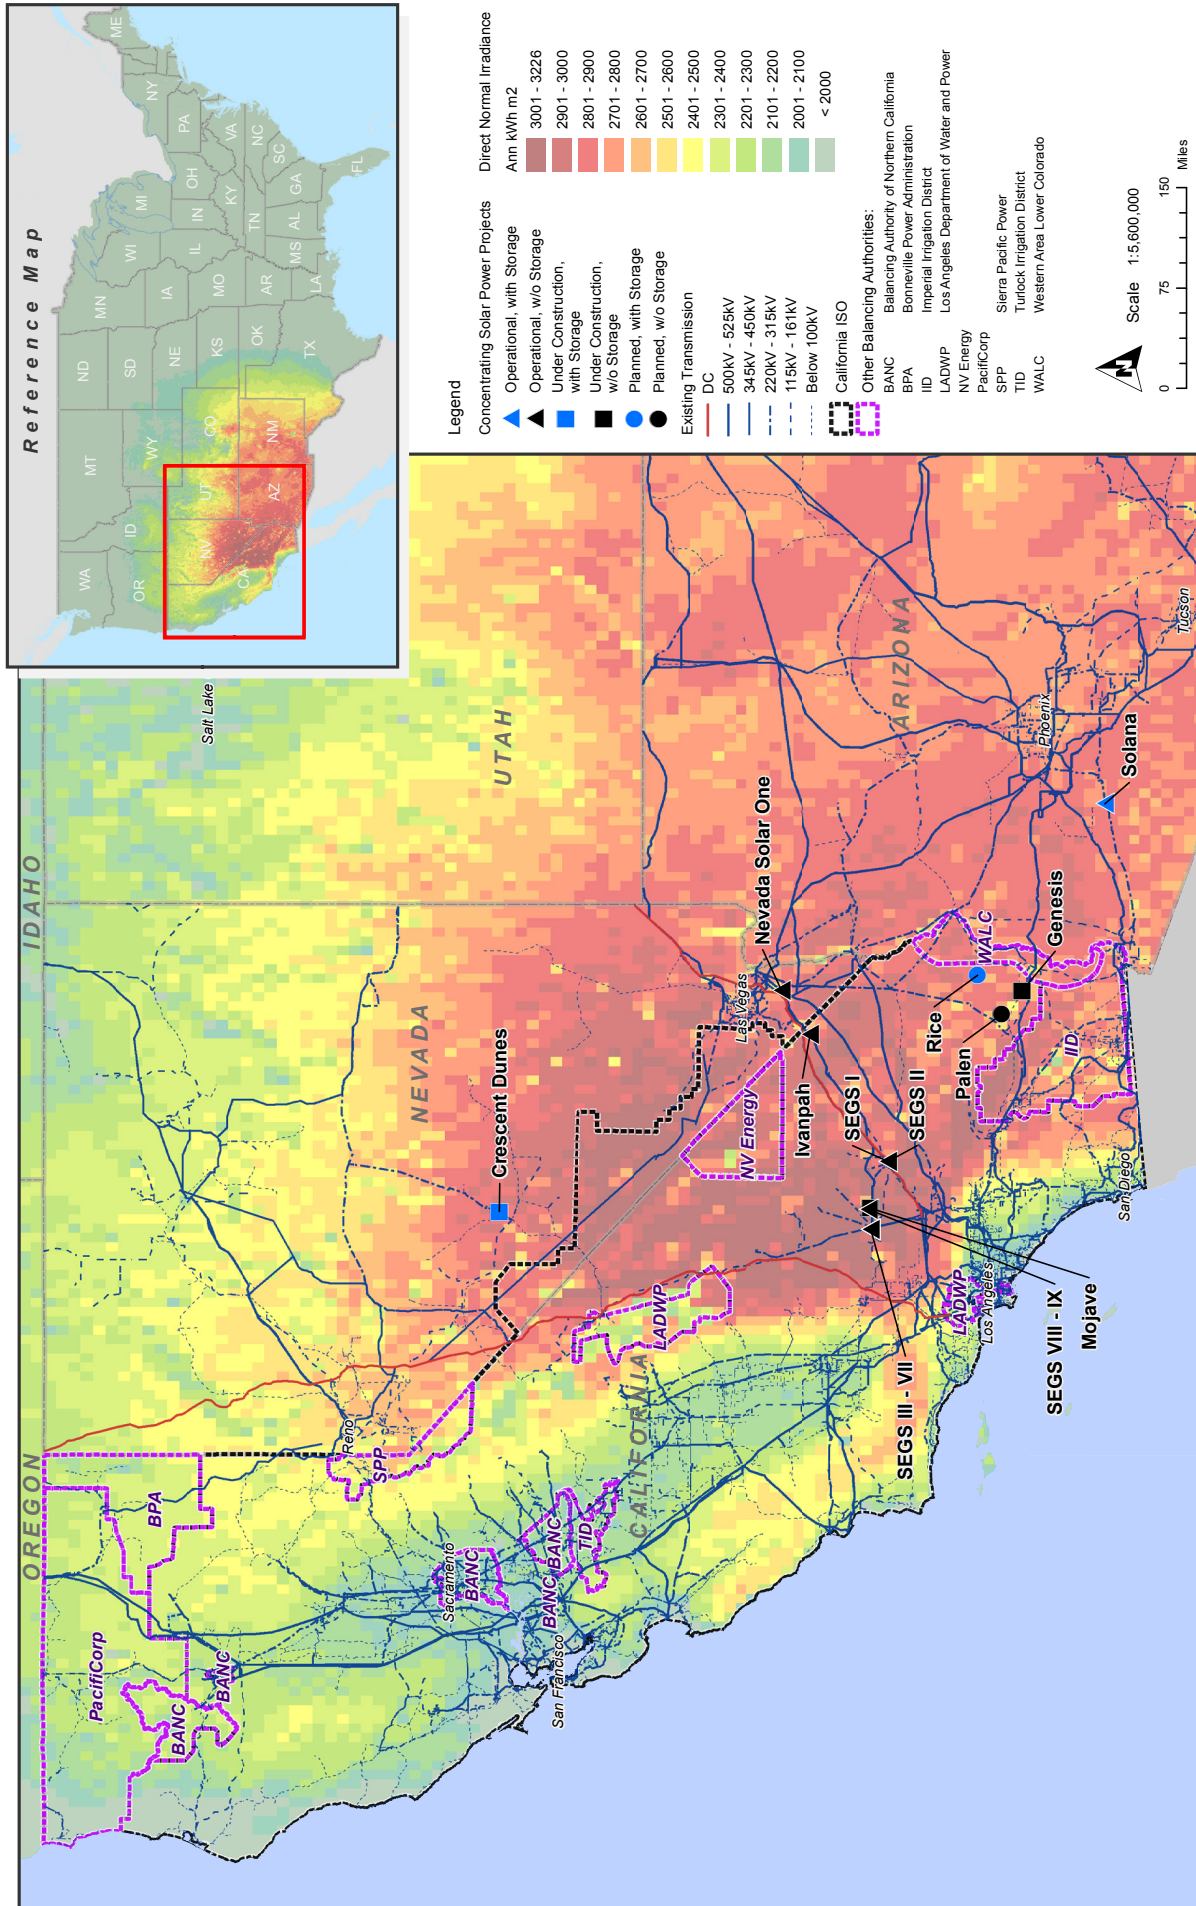 Reference Map
WA
MT
ND
MN
WI
MI
NY
ME
OR
ID
WY
SD
IA
NE
IL
IN
OH
PA
NV
UT
CO
KS
MO
KY
VA
CA
AZ
NM
OK
AR
TN
NC
SC
TX
LA
MS
AL
GA
FL
Legend
Concentrating Solar Power Projects
Operational, with Storage
Operational, w/o Storage
Under Construction,
with Storage
Under Construction,
w/o Storage
Planned, with Storage
Planned, w/o Storage
Existing Transmission
DC
500kV - 525kV
345kV - 450kV
220kV - 315kV
115kV - 161kV
Below 100kV
California ISO
Other Balancing Authorities:
BANC Balancing Authority of Northern California
BPA Bonneville Power Administration
IID Imperial Irrigation District
LADWP Los Angeles Department of Water and Power
NV Energy
PacifiCorp
SPP Sierra Pacific Power
TID Turlock Irrigation District
WALC Western Area Lower Colorado
Direct Normal Irradiance
Ann kWh m2
3001 - 3226
2901 - 3000
2801 - 2900
2701 - 2800
2601 - 2700
2501 - 2600
2401 - 2500
2301 - 2400
2201 - 2300
2101 - 2200
2001 - 2100
< 2000
N
Scale 1:5,600,000
0 75 150
Miles
OREGON
IDAHO
PacifiCorp
BPA
BANC
BANC
Salt Lake
Reno
SPP
NEVADA
UTAH
Sacramento
BANC
Crescent Dunes
San Francisco
BANC
BANC
TID
CALIFORNIA
LADWP
NV Energy
Las Vegas
Nevada Solar One
Ivanpah
SEGS I
SEGS II
SEGS III - VII
ARIZONA
LADWP
Los Angeles
SEGS VIII - IX
Mojave
Rice
Palen
WALC
Genesis
IID
Phoenix
Solana
San Diego
Tucson